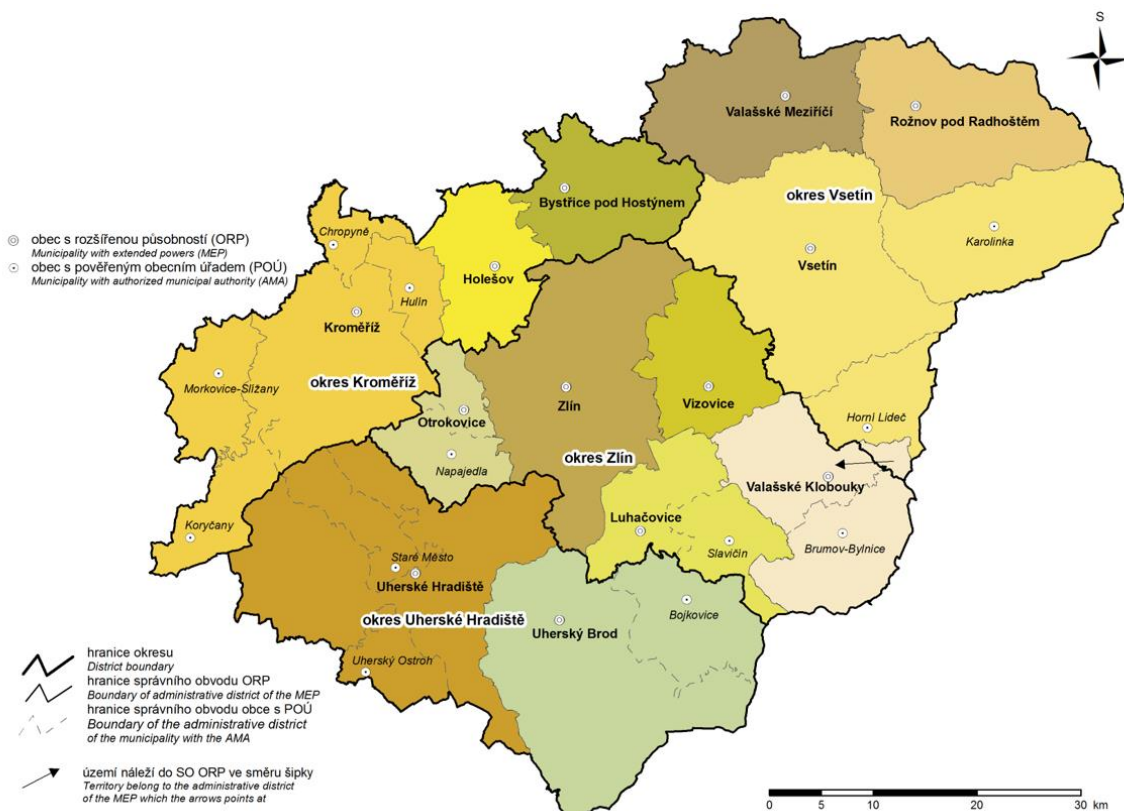 S
Valašské Meziříčí
Rožnov pod Radhoštěm
okres Vsetín
Bystřice pod Hostýnem
Chropyně
Karolinka
obec s rozšířenou působností (ORP)
Municipality with extended powers (MEP)
obec s pověřeným obecním úřadem (POÚ)
Municipality with authorized municipal authority (AMA)
Vsetín
Holešov
Hulín
Kroměříž
Morkovice-Slížany
okres Kroměříž
Zlín
Vizovice
Otrokovice
Horní Lideč
Napajedla
okres Zlín
Valašské Klobouky
Luhačovice
Koryčany
Slavičín
Brumov-Bylnice
Staré Město
Uherské Hradiště
Bojkovice
okres Uherské Hradiště
Uherský Brod
Uherský Ostroh
hranice okresu
District boundary
hranice správního obvodu ORP
Boundary of administrative district of the MEP
hranice správního obvodu obce s POÚ
Boundary of the administrative district
of the municipality with the AMA
území náleží do SO ORP ve směru šipky
Territory belong to the administrative district
of the MEP which the arrows points at
0 5 10 20 30 km